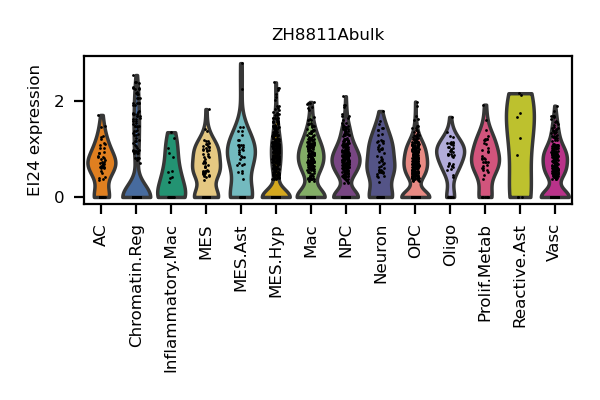 ZH8811Abulk
EI24 expression
2
0
AC
Chromatin.Reg
Inflammatory.Mac
MES
MES.Ast
MES.Hyp
Mac
NPC
Neuron
OPC
Oligo
Prolif.Metab
Reactive.Ast
Vasc